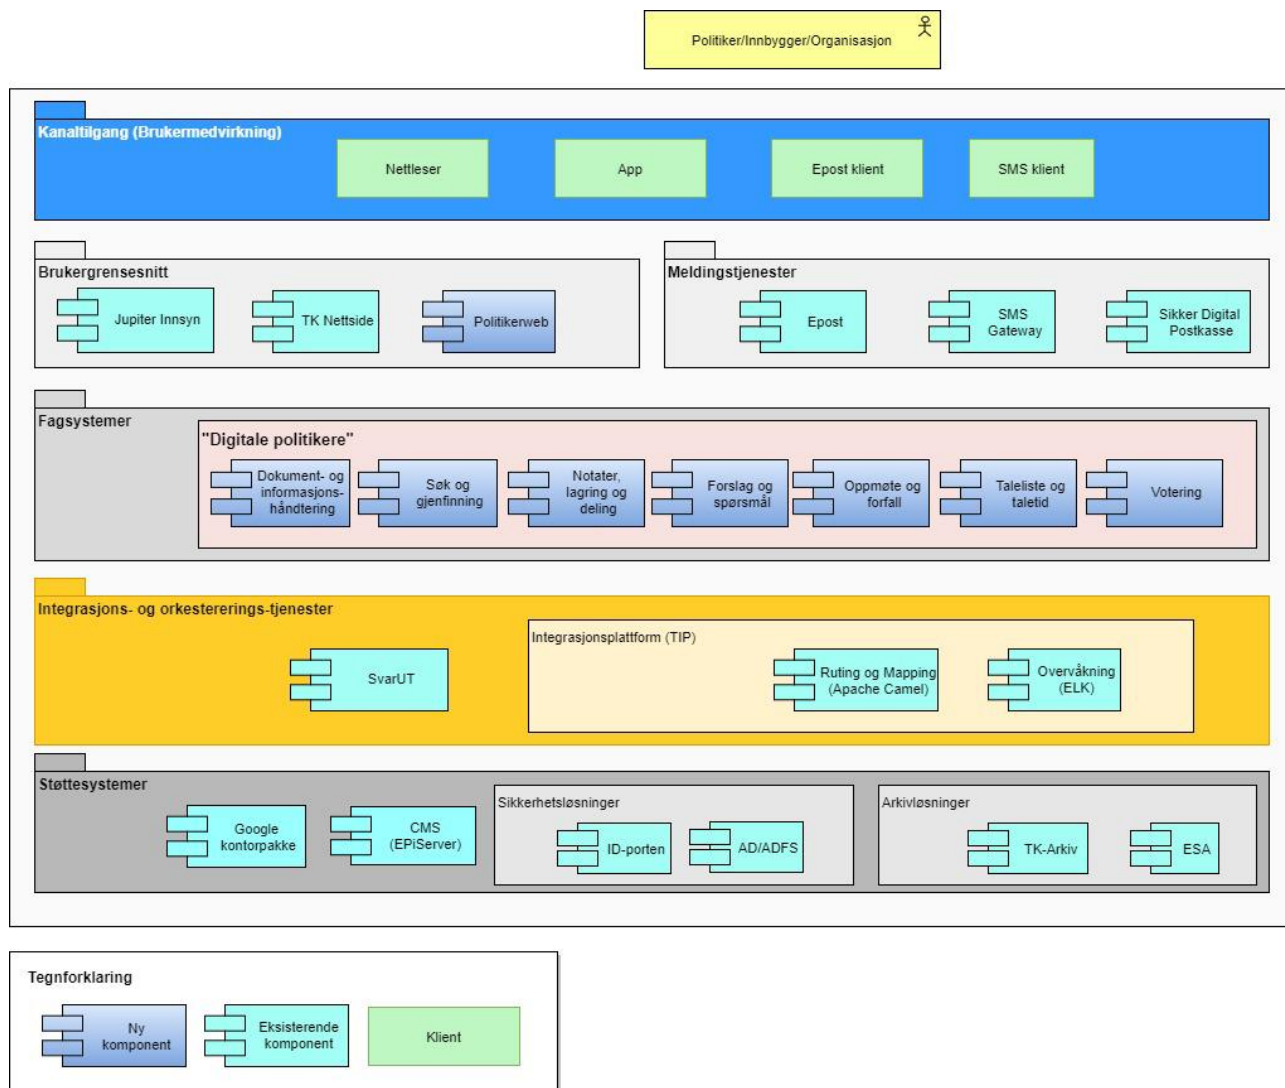 Politiker/Innbygger/Organisasjon
Kanaltilgang (Brukermedvirkning)
Nettleser
App
Epost klient
SMS klient
Brukergrensesnitt
Jupiter Innsyn
TK Nettside
Politikerweb
Meldingstjenester
Epost
SMS
Gateway
Sikker Digital
Postkasse
Fagsystemer
"Digitale politikere"
Dokument- og
informasjons-
håndtering
Søk og
gjenfinning
Notater,
lagring og
deling
Forslag og
spørsmål
Oppmøte og
forfall
Taleliste og
taletid
Votering
Integrasjons- og orkestererings-tjenester
SvarUT
Integrasjonsplattform (TIP)
Ruting og Mapping
(Apache Camel)
Overvåkning
(ELK)
Støttesystemer
Google
kontorpakke
CMS
(EPiServer)
Sikkerhetsløsninger
ID-porten
AD/ADFS
Arkivløsninger
TK-Arkiv
ESA
Tegnforklaring
Ny
komponent
Eksisterende
komponent
Klient